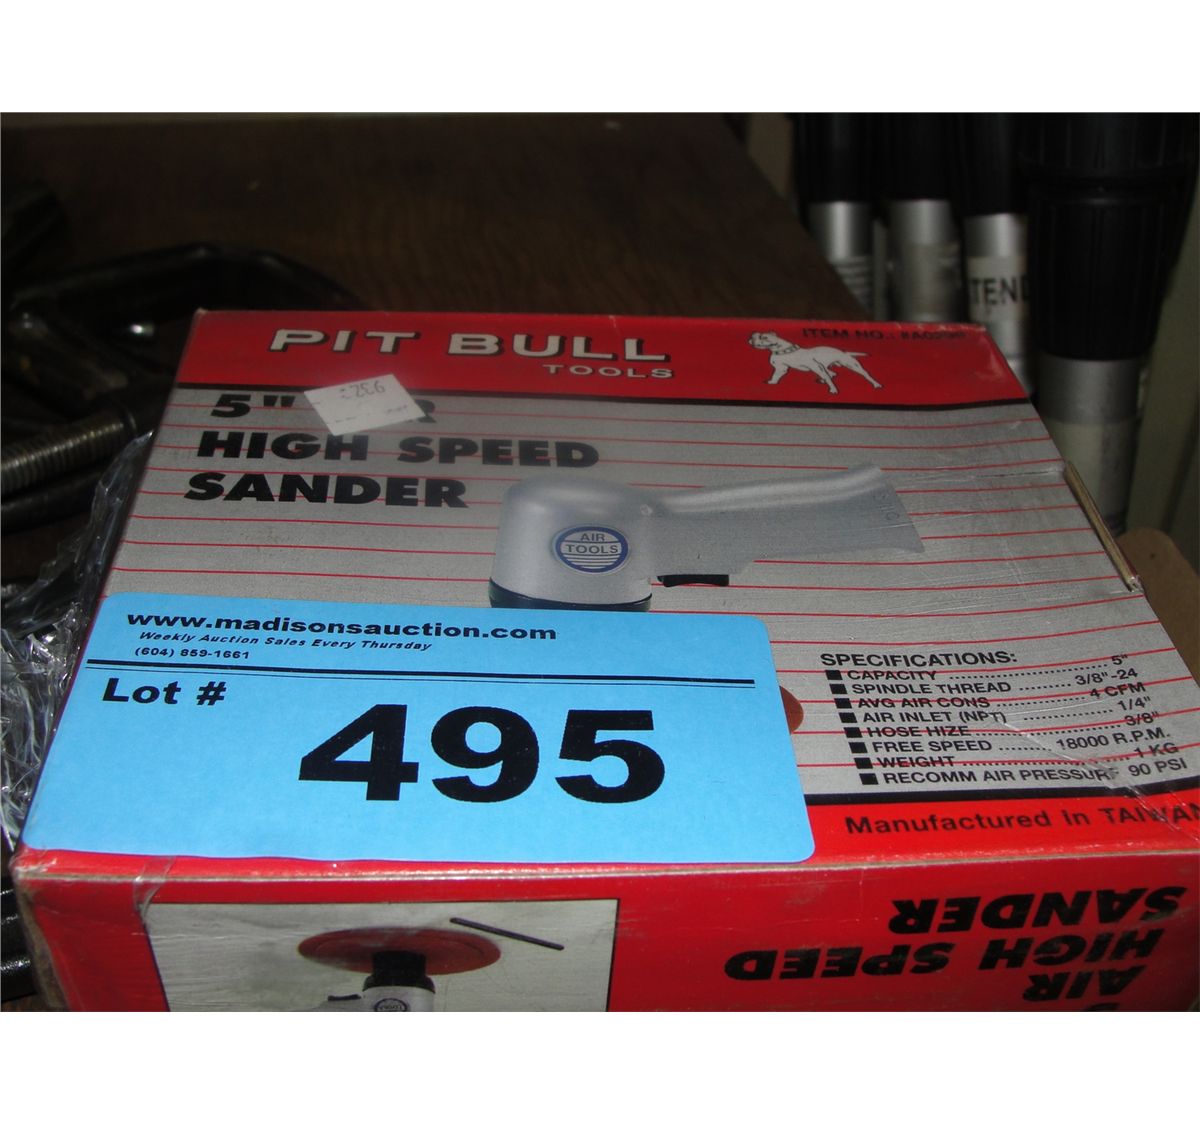 PIT BULL
TOOLS
ITEM NO.:
5"
HIGH SPEED
SANDER
AIR
TOOLS
TEND
www.madisonsauction.com
Weekly Auction Sales Every Thursday
(604) 859-1661
Lot #
495
SPECIFICATIONS:
CAPACITY ........ 5"
SPINDLE THREAD ........ 3/8"-24
AVG AIR CONS ........ 4 CFM
AIR INLET (NPT) ........ 1/4"
HOSE HIZE ........ 3/8"
FREE SPEED ........ 18000 R.P.M.
WEIGHT ........ 1 KG
RECOMM AIR PRESSURE 90 PSI
Manufactured in TAIWAN
AIR
HIGH SPEED
SANDER